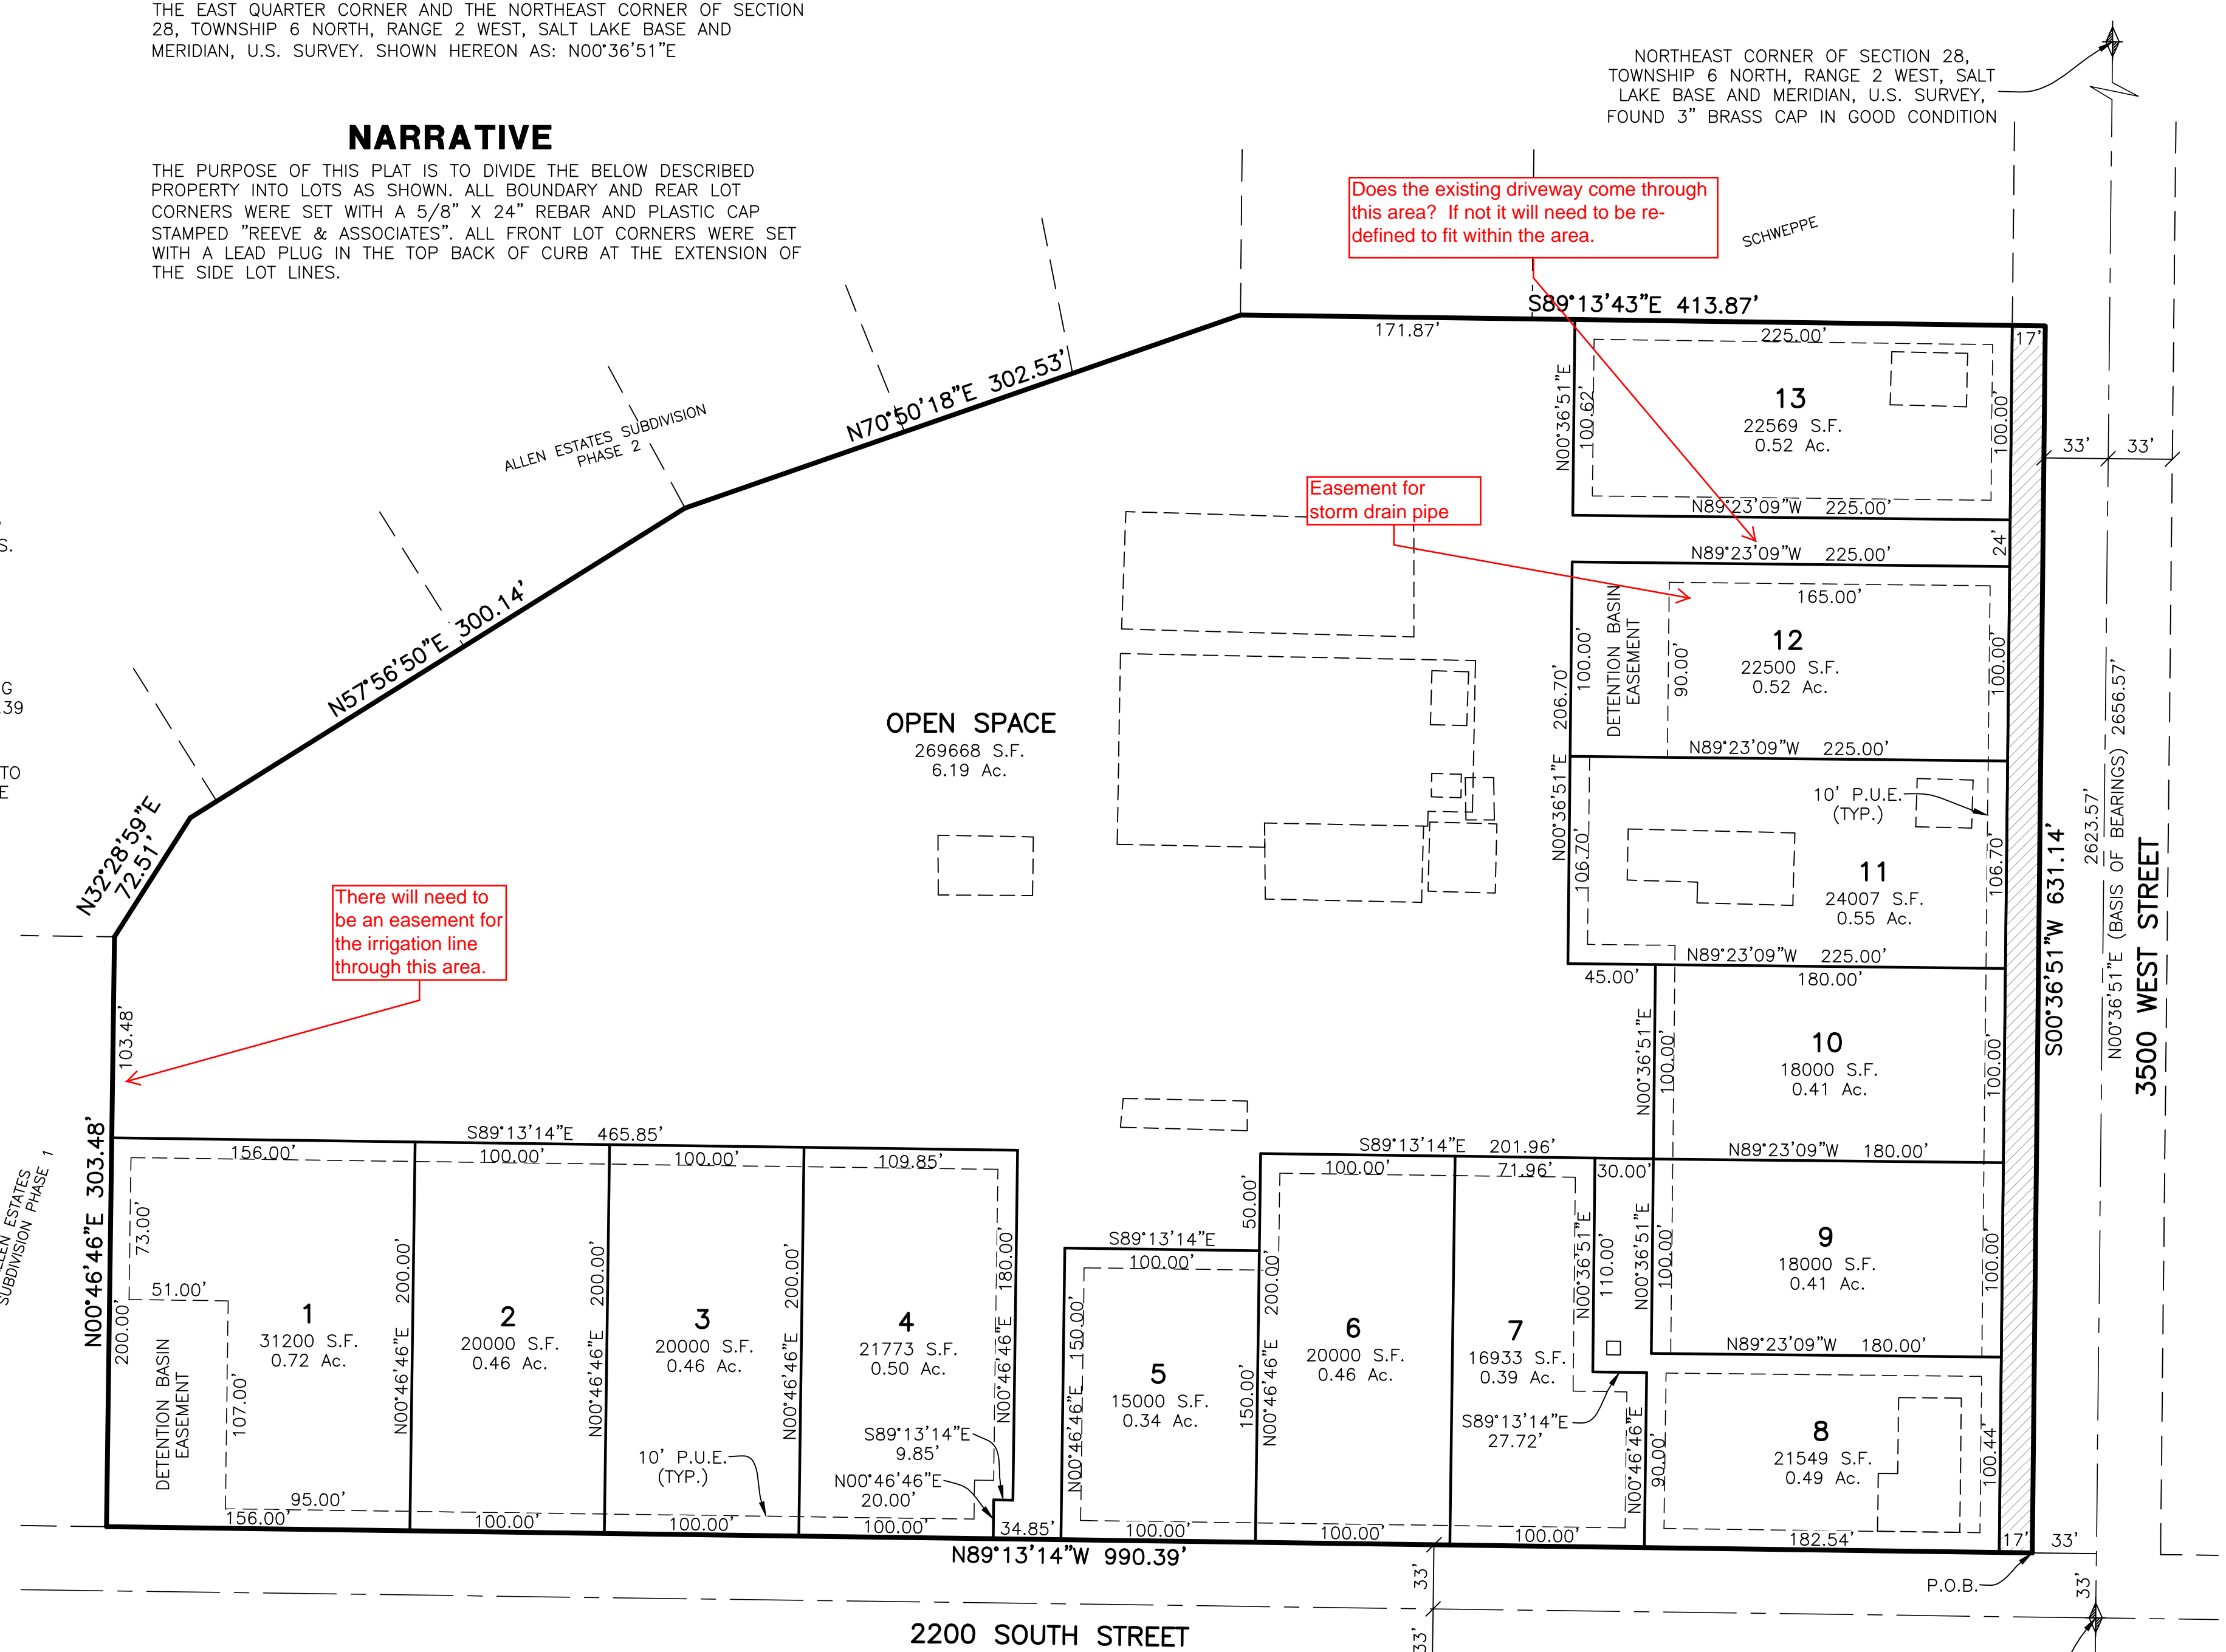 THE EAST QUARTER CORNER AND THE NORTHEAST CORNER OF SECTION
28, TOWNSHIP 6 NORTH, RANGE 2 WEST, SALT LAKE BASE AND
MERIDIAN, U.S. SURVEY. SHOWN HEREON AS: N00°36'51"E
NARRATIVE
THE PURPOSE OF THIS PLAT IS TO DIVIDE THE BELOW DESCRIBED
PROPERTY INTO LOTS AS SHOWN. ALL BOUNDARY AND REAR LOT
CORNERS WERE SET WITH A 5/8" X 24" REBAR AND PLASTIC CAP
STAMPED "REEVE & ASSOCIATES". ALL FRONT LOT CORNERS WERE SET
WITH A LEAD PLUG IN THE TOP BACK OF CURB AT THE EXTENSION OF
THE SIDE LOT LINES.
NORTHEAST CORNER OF SECTION 28,
TOWNSHIP 6 NORTH, RANGE 2 WEST, SALT
LAKE BASE AND MERIDIAN, U.S. SURVEY,
FOUND 3" BRASS CAP IN GOOD CONDITION
Does the existing driveway come through
this area? If not it will need to be re-
defined to fit within the area.
SCHWEPPE
S89°13'43"E 413.87'
171.87'
225.00'
17'
N70°50'18"E 302.53'
ALLEN ESTATES SUBDIVISION
PHASE 2
N57°56'50"E 300.14'
N32°28'59"E
72.51'
S.
G
39
TO
E
N00°36'51"E
100.62'
13
22569 S.F.
0.52 Ac.
100.00'
N89°23'09"W 225.00'
33'
33'
Easement for
storm drain pipe
N89°23'09"W 225.00'
24'
165.00'
DETENTION BASIN
EASEMENT
100.00'
90.00'
12
22500 S.F.
0.52 Ac.
100.00'
N00°36'51"E 206.70'
N89°23'09"W 225.00'
OPEN SPACE
269668 S.F.
6.19 Ac.
10' P.U.E.
(TYP.)
106.70'
11
24007 S.F.
0.55 Ac.
106.70'
N89°23'09"W 225.00'
45.00'
180.00'
S00°36'51"W 631.14'
2623.57'
N00°36'51"E (BASIS OF BEARINGS) 2656.57'
3500 WEST STREET
There will need to
be an easement for
the irrigation line
through this area.
103.48'
N00°36'51"E
100.00'
10
18000 S.F.
0.41 Ac.
100.00'
N89°23'09"W 180.00'
N00°46'46"E 303.48'
ALLEN ESTATES
SUBDIVISION PHASE 1
S89°13'14"E 465.85'
156.00'
100.00'
100.00'
109.85'
S89°13'14"E 201.96'
100.00'
71.96'
30.00'
73.00'
51.00'
200.00'
DETENTION BASIN
EASEMENT
107.00'
1
31200 S.F.
0.72 Ac.
95.00'
156.00'
N00°46'46"E 200.00'
2
20000 S.F.
0.46 Ac.
100.00'
N00°46'46"E 200.00'
3
20000 S.F.
0.46 Ac.
10' P.U.E.
(TYP.)
100.00'
N00°46'46"E 200.00'
4
21773 S.F.
0.50 Ac.
N00°46'46"E 180.00'
S89°13'14"E
9.85'
N00°46'46"E
20.00'
100.00'
34.85'
50.00'
S89°13'14"E
100.00'
N00°46'46"E 150.00'
5
15000 S.F.
0.34 Ac.
150.00'
100.00'
N00°46'46"E 200.00'
6
20000 S.F.
0.46 Ac.
100.00'
7
16933 S.F.
0.39 Ac.
N00°36'51"E
110.00'
S89°13'14"E
27.72'
N00°46'46"E
90.00'
100.00'
N00°36'51"E
100.00'
9
18000 S.F.
0.41 Ac.
100.00'
N89°23'09"W 180.00'
8
21549 S.F.
0.49 Ac.
100.44'
182.54'
17'
33'
N89°13'14"W 990.39'
P.O.B.
33'
33'
33'
2200 SOUTH STREET